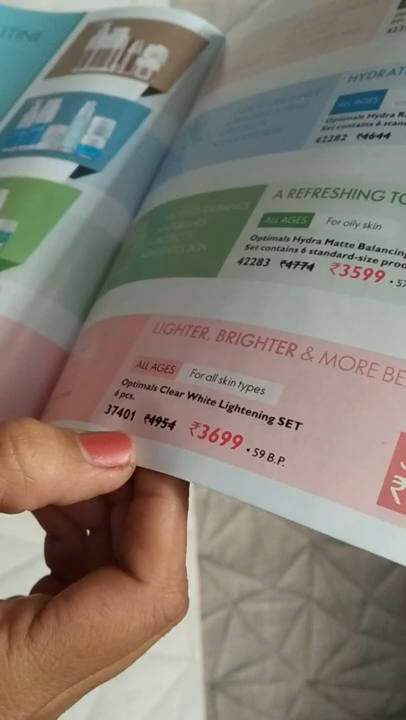 HYDRAT
ALL AGES
Optimals Hydra R
Set contains 6 stan
42282 ₹4644
A REFRESHING TO
ALL AGES For oily skin
Optimals Hydra Matte Balancing
Set contains 6 standard-size prod
42283 ₹4774 ₹3599 • 57
LIGHTER, BRIGHTER & MORE BE
ALL AGES For all skin types
Optimals Clear White Lightening SET
6 pcs.
37401 ₹4954 ₹3699 • 59 B.P.